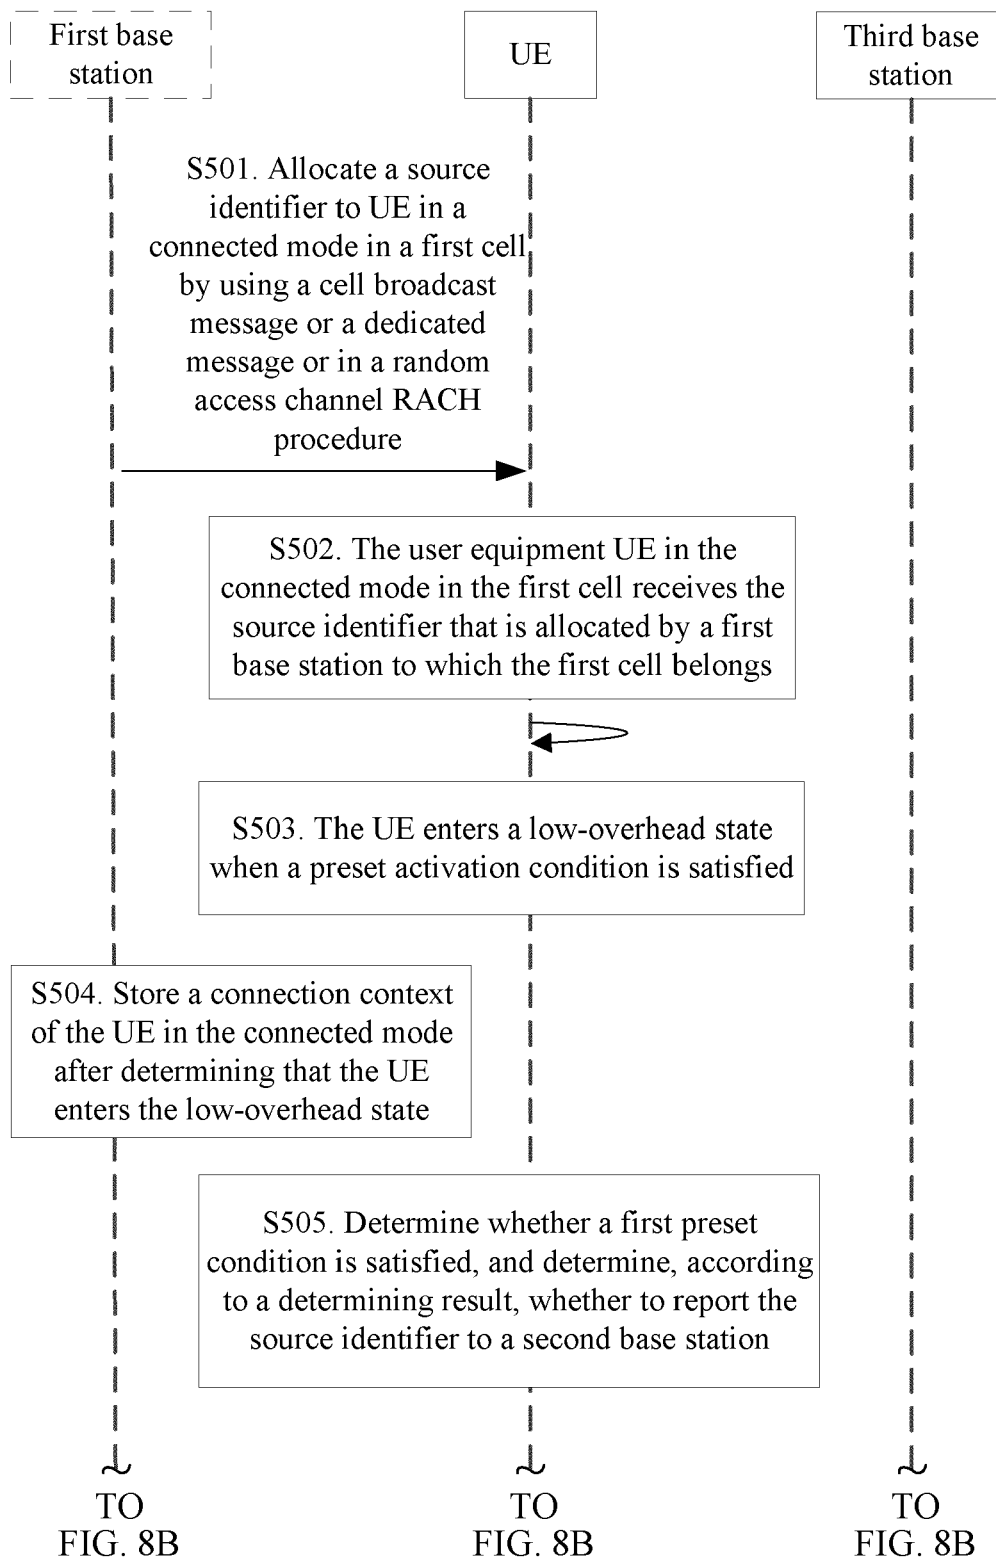 First base
station
UE
Third base
station
S501. Allocate a source
identifier to UE in a
connected mode in a first cell
by using a cell broadcast
message or a dedicated
message or in a random
access channel RACH
procedure
S502. The user equipment UE in the
connected mode in the first cell receives the
source identifier that is allocated by a first
base station to which the first cell belongs
S503. The UE enters a low-overhead state
when a preset activation condition is satisfied
S504. Store a connection context
of the UE in the connected mode
after determining that the UE
enters the low-overhead state
S505. Determine whether a first preset
condition is satisfied, and determine, according
to a determining result, whether to report the
source identifier to a second base station
TO
FIG. 8B
TO
FIG. 8B
TO
FIG. 8B